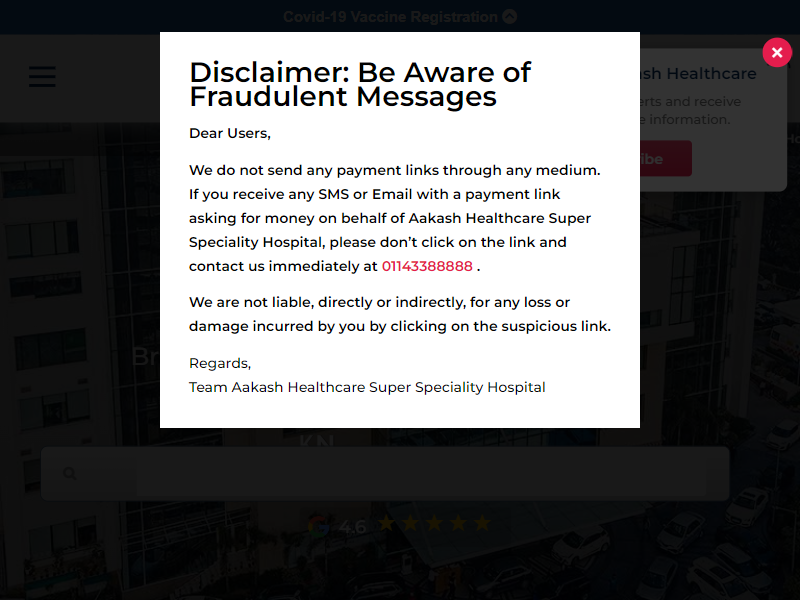 Covid-19 Vaccine Registration
Disclaimer: Be Aware of
Fraudulent Messages
Dear Users,
We do not send any payment links through any medium.
If you receive any SMS or Email with a payment link
asking for money on behalf of Aakash Healthcare Super
Speciality Hospital, please don’t click on the link and
contact us immediately at 01143388888 .
We are not liable, directly or indirectly, for any loss or
damage incurred by you by clicking on the suspicious link.
Regards,
Team Aakash Healthcare Super Speciality Hospital
Healthcare
and receive
information.
4.6